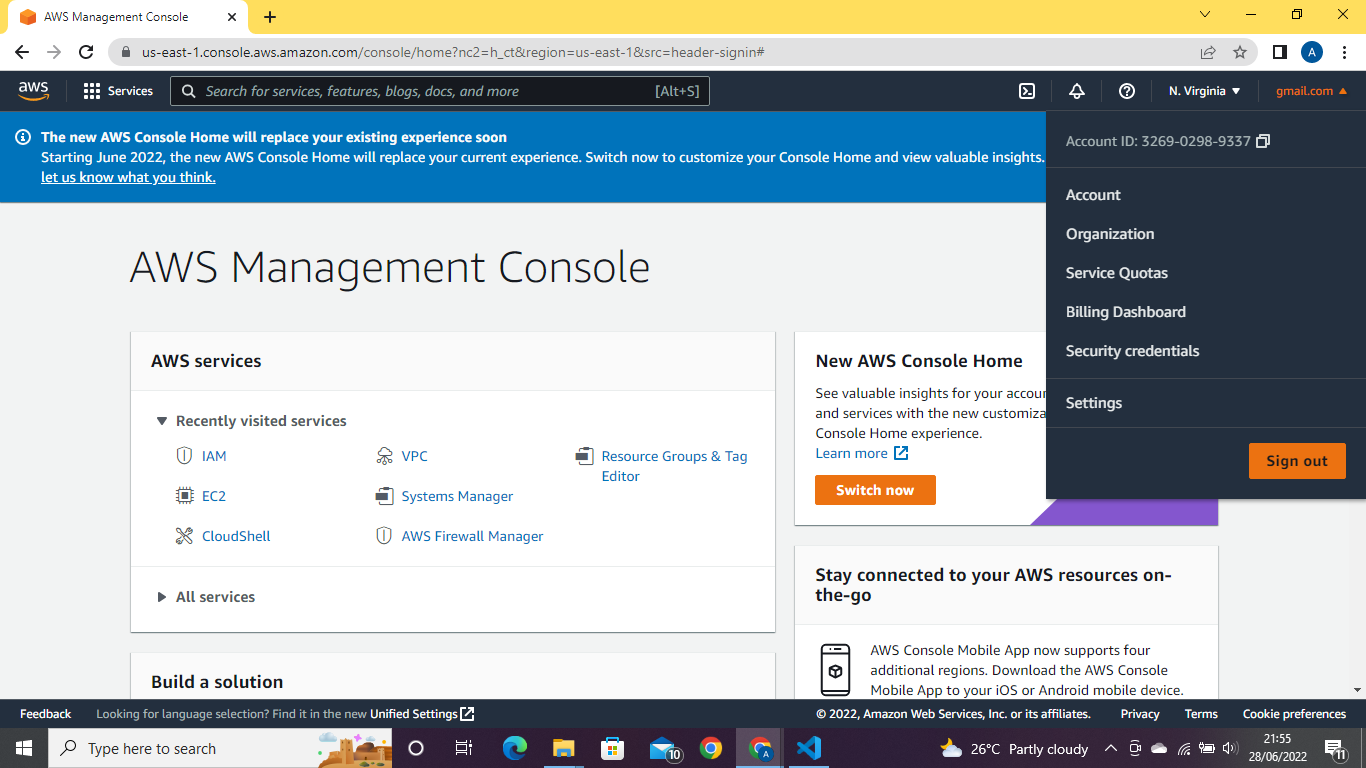 AWS Management Console
us-east-1.console.aws.amazon.com/console/home?nc2=h_ct&region=us-east-1&src=header-signin#
A
aws
Services
Search for services, features, blogs, docs, and more
[Alt+S]
N. Virginia
gmail.com
The new AWS Console Home will replace your existing experience soon
Starting June 2022, the new AWS Console Home will replace your current experience. Switch now to customize your Console Home and view valuable insights.
let us know what you think.
Account ID: 3269-0298-9337
Account
Organization
Service Quotas
Billing Dashboard
Security credentials
Settings
Sign out
AWS Management Console
AWS services
Recently visited services
IAM
VPC
Resource Groups & Tag
Editor
EC2
Systems Manager
CloudShell
AWS Firewall Manager
All services
Build a solution
New AWS Console Home
See valuable insights for your accou
and services with the new customiza
Console Home experience.
Learn more
Switch now
Stay connected to your AWS resources on-
the-go
AWS Console Mobile App now supports four
additional regions. Download the AWS Console
Mobile App to your iOS or Android mobile device.
Feedback
Looking for language selection? Find it in the new Unified Settings
© 2022, Amazon Web Services, Inc. or its affiliates.
Privacy
Terms
Cookie preferences
Type here to search
10
A
26°C Partly cloudy
21:55
28/06/2022
11